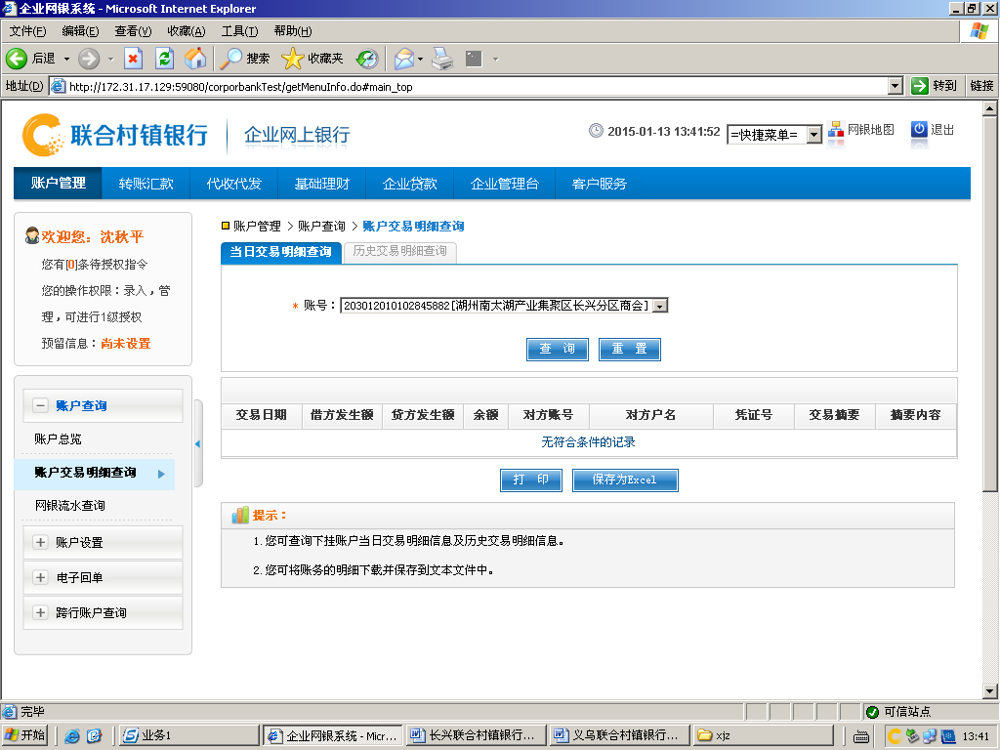 企业网银系统 - Microsoft Internet Explorer
文件(F) 编辑(E) 查看(V) 收藏(A) 工具(T) 帮助(H)
后退 搜索 收藏夹
地址(D) http://172.31.17.129:59080/corporbankTest/getMenuInfo.do#main_top 转到 链接
联合村镇银行 企业网上银行 2015-01-13 13:41:52 =快捷菜单= 网银地图 退出
账户管理 转账汇款 代收代发 基础理财 企业贷款 企业管理台 客户服务
欢迎您：沈秋平
您有[0]条待授权指令
您的操作权限：录入，管
理，可进行1级授权
预留信息：尚未设置
账户查询
账户总览
账户交易明细查询
网银流水查询
账户设置
电子回单
跨行账户查询
账户管理 > 账户查询 > 账户交易明细查询
当日交易明细查询 历史交易明细查询
* 账号： 203012010102845882[湖州南太湖产业集聚区长兴分区商会]
查 询 重 置
交易日期 借方发生额 贷方发生额 余额 对方账号 对方户名 凭证号 交易摘要 摘要内容
无符合条件的记录
打 印 保存为Excel
提示：
1. 您可查询下挂账户当日交易明细信息及历史交易明细信息。
2. 您可将账务的明细下载并保存到文本文件中。
完毕 可信站点
开始 业务1 企业网银系统 - Micr... 长兴联合村镇银行... 义乌联合村镇银行... xjz 13:41